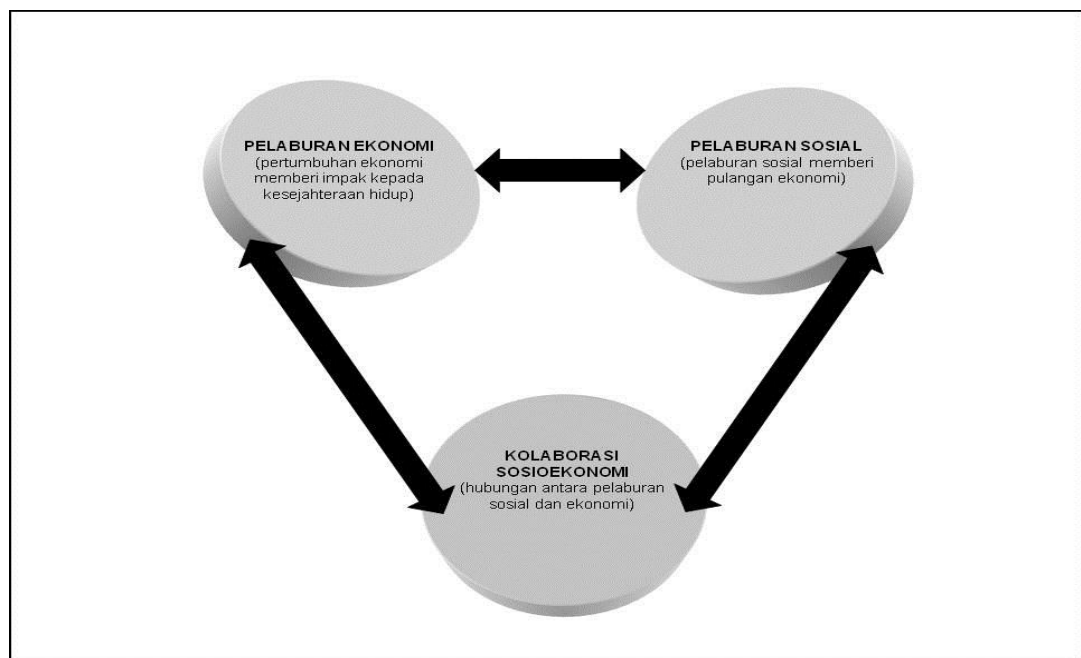 PELABURAN EKONOMI
(pertumbuhan ekonomi
memberi impak kepada
kesejahteraan hidup)
PELABURAN SOSIAL
(pelaburan sosial memberi
pulangan ekonomi)
KOLABORASI
SOSIOEKONOMI
(hubungan antara pelaburan
sosial dan ekonomi)